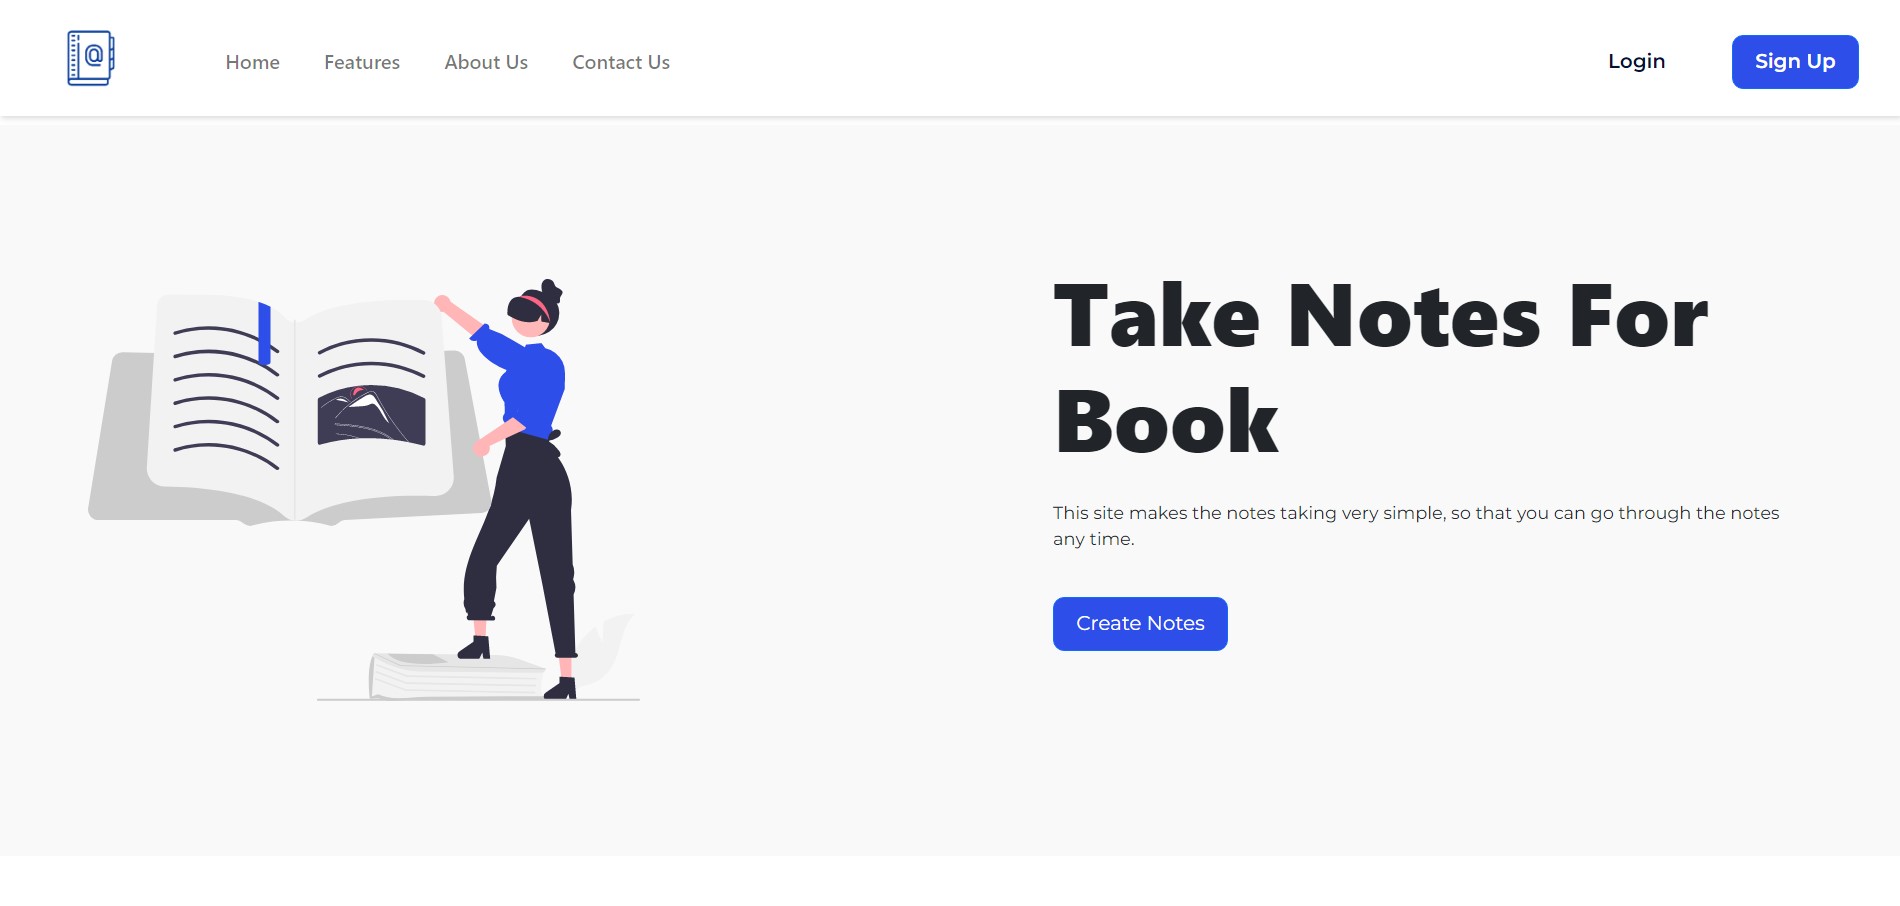 @
Home Features About Us Contact Us Login Sign Up
Take Notes For
Book
This site makes the notes taking very simple, so that you can go through the notes
any time.
Create Notes